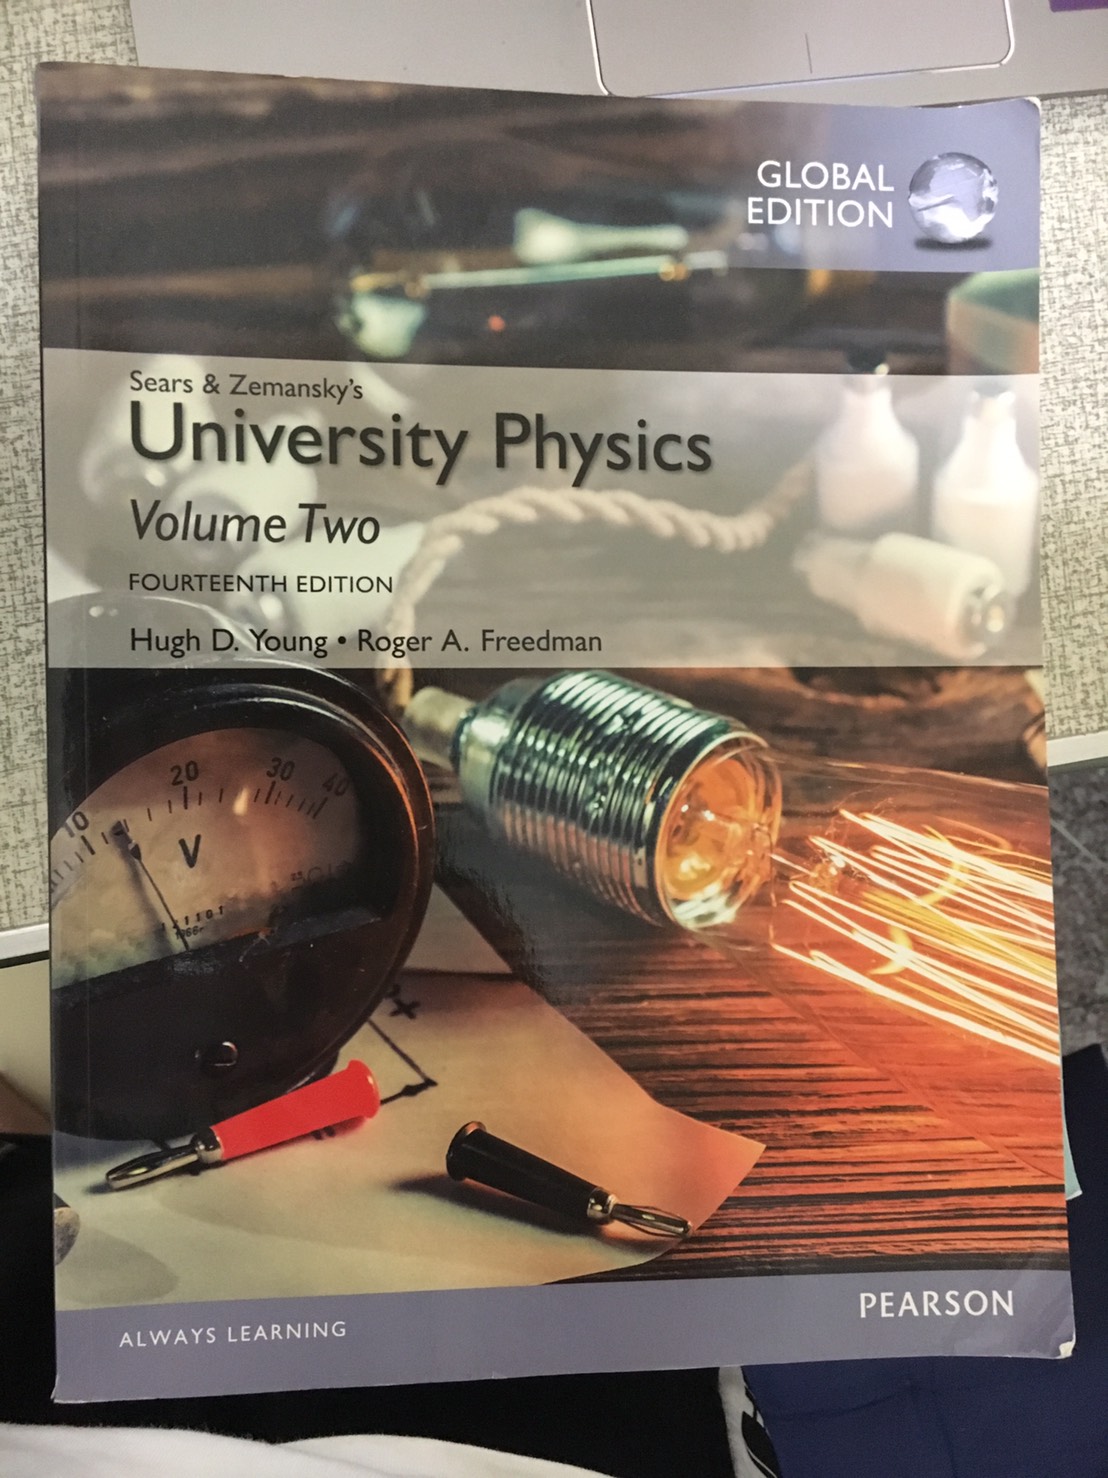 GLOBAL
EDITION
Sears & Zemansky's
University Physics
Volume Two
FOURTEENTH EDITION
Hugh D. Young • Roger A. Freedman
10 20 30 40
V
ALWAYS LEARNING
PEARSON